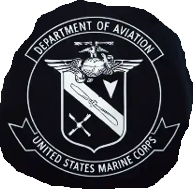 DEPARTMENT OF AVIATION
UNITED STATES MARINE CORPS